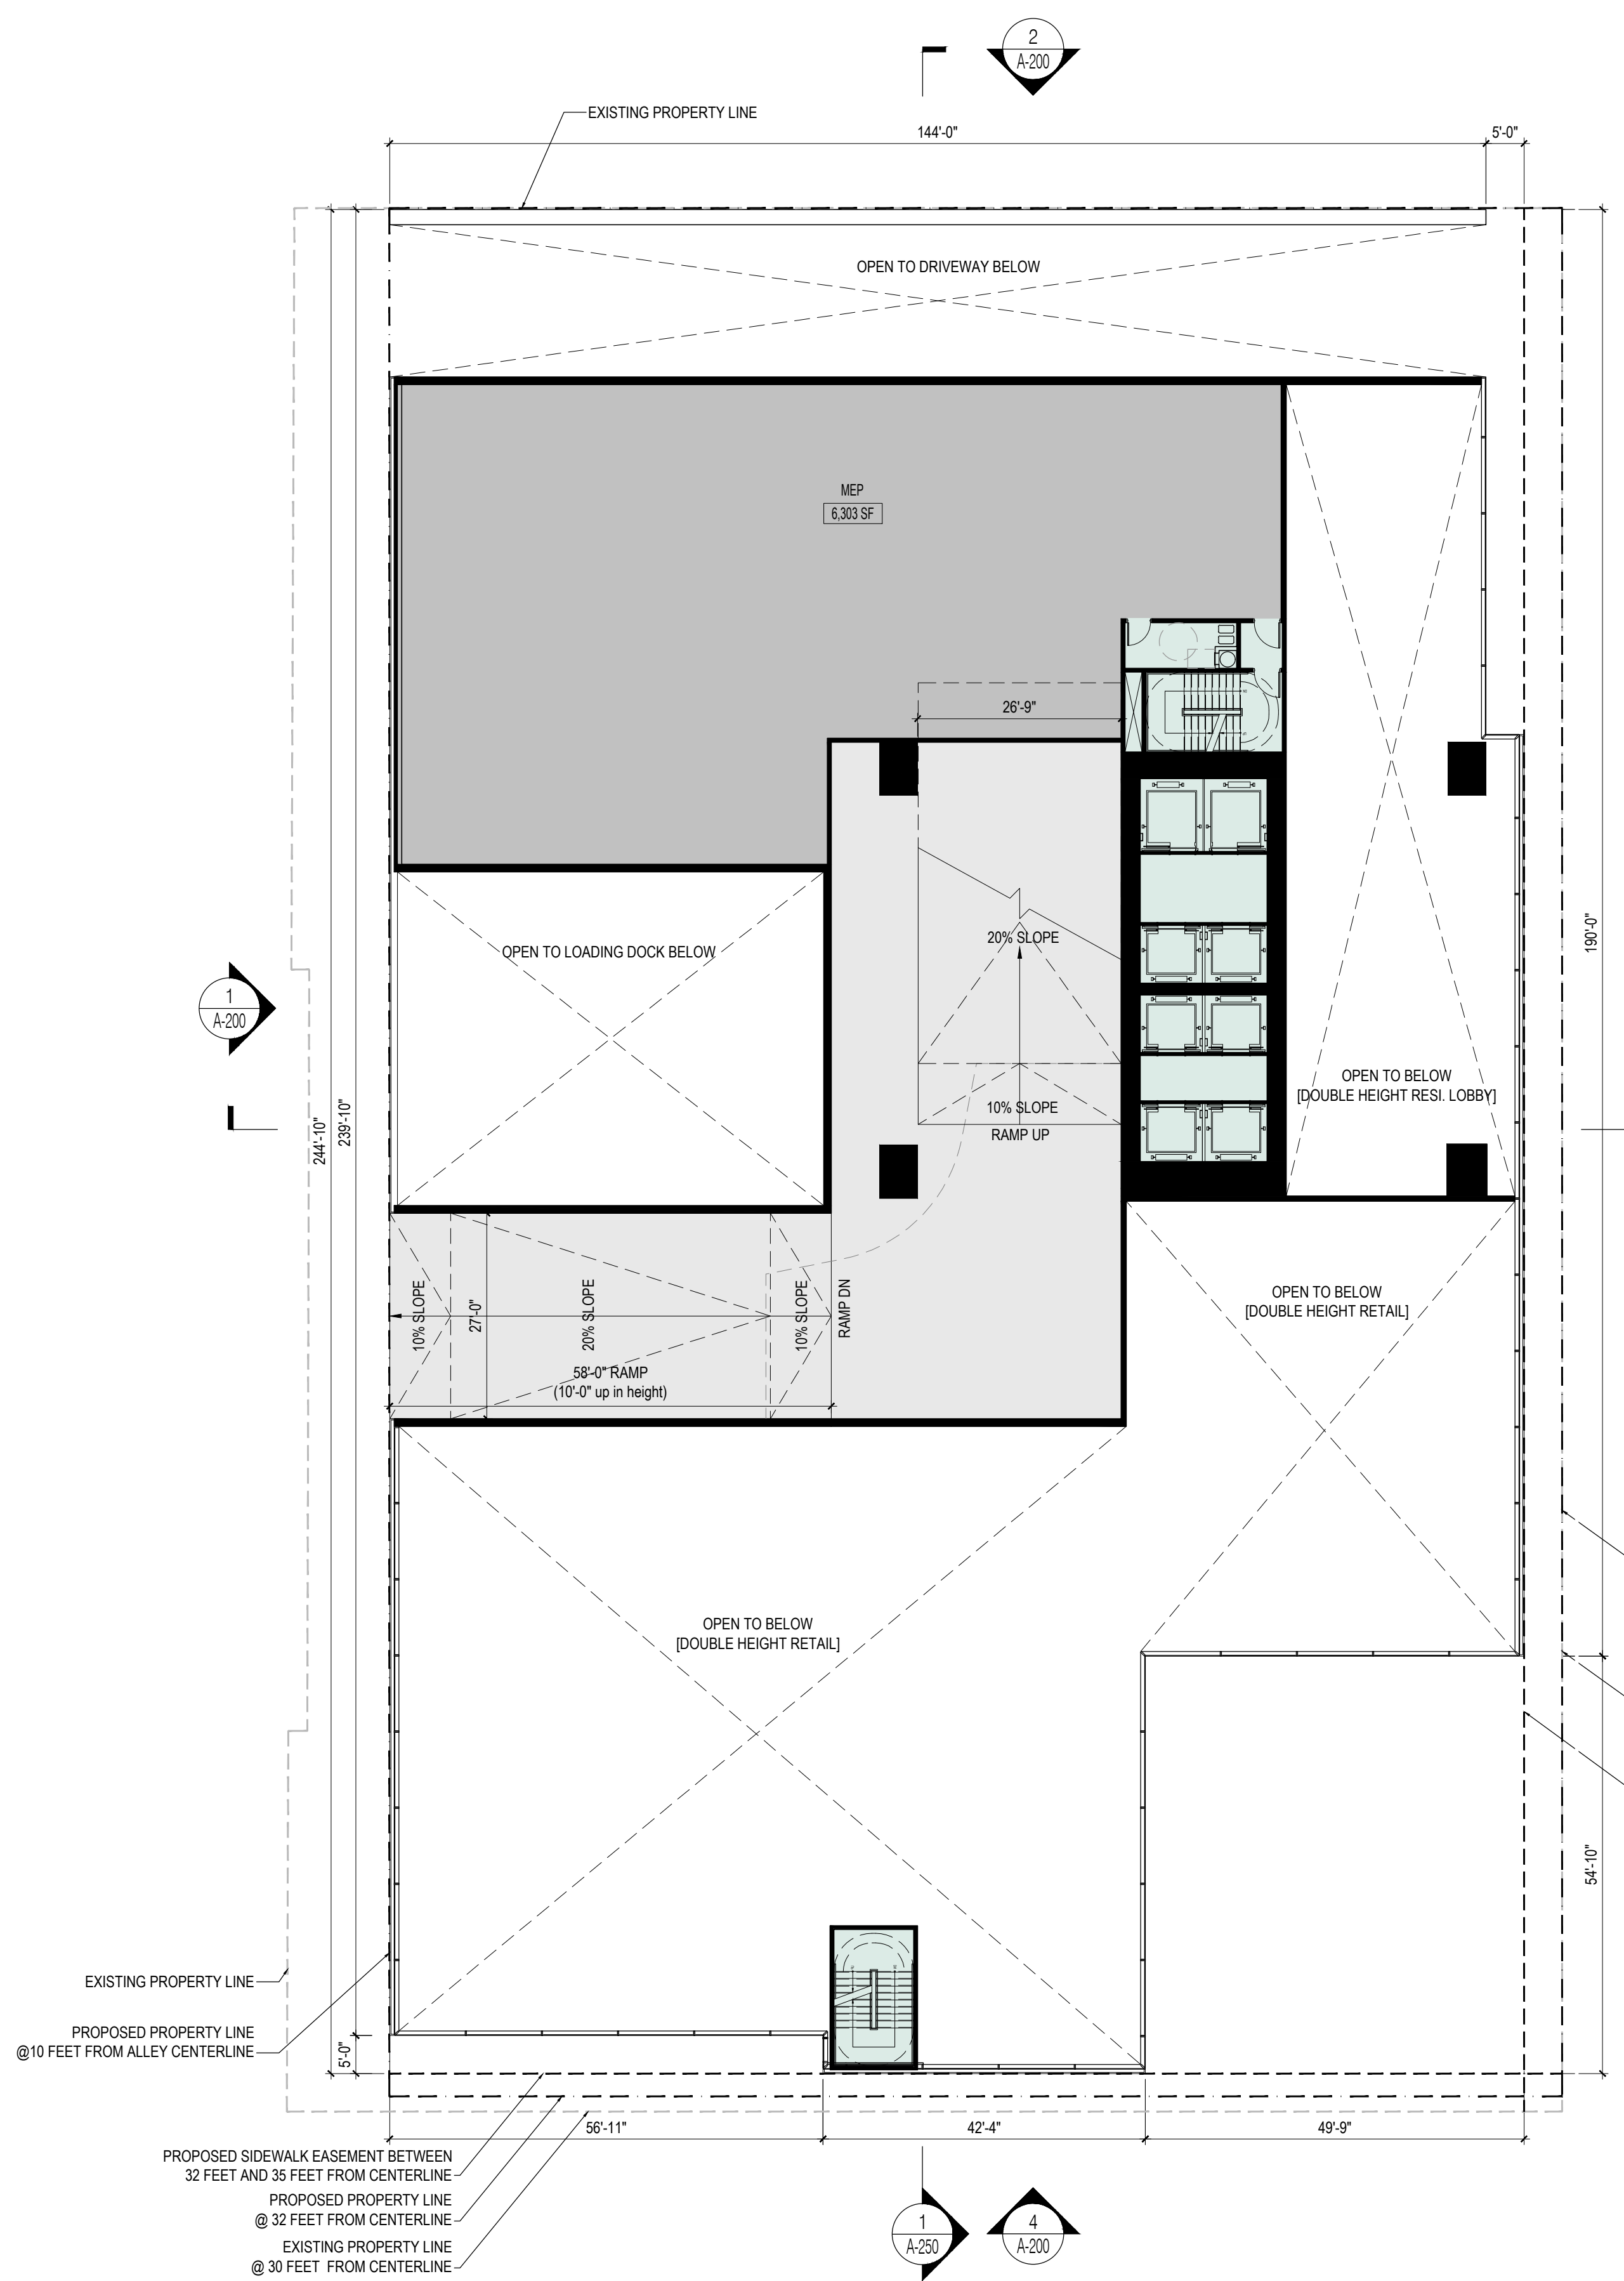 2
A-200
EXISTING PROPERTY LINE
144'-0"
5'-0"
OPEN TO DRIVEWAY BELOW
MEP
6,303 SF
26'-9"
190'-0"
20% SLOPE
OPEN TO LOADING DOCK BELOW
1
A-200
OPEN TO BELOW
[DOUBLE HEIGHT RESI. LOBBY]
10% SLOPE
RAMP UP
244'-10"
239'-10"
10% SLOPE
27'-0"
20% SLOPE
10% SLOPE
RAMP DN
58'-0" RAMP
(10'-0" up in height)
OPEN TO BELOW
[DOUBLE HEIGHT RETAIL]
OPEN TO BELOW
[DOUBLE HEIGHT RETAIL]
54'-10"
EXISTING PROPERTY LINE
PROPOSED PROPERTY LINE
@10 FEET FROM ALLEY CENTERLINE
5'-0"
56'-11"
42'-4"
49'-9"
PROPOSED SIDEWALK EASEMENT BETWEEN
32 FEET AND 35 FEET FROM CENTERLINE
PROPOSED PROPERTY LINE
@ 32 FEET FROM CENTERLINE
EXISTING PROPERTY LINE
@ 30 FEET FROM CENTERLINE
1
A-250
4
A-200